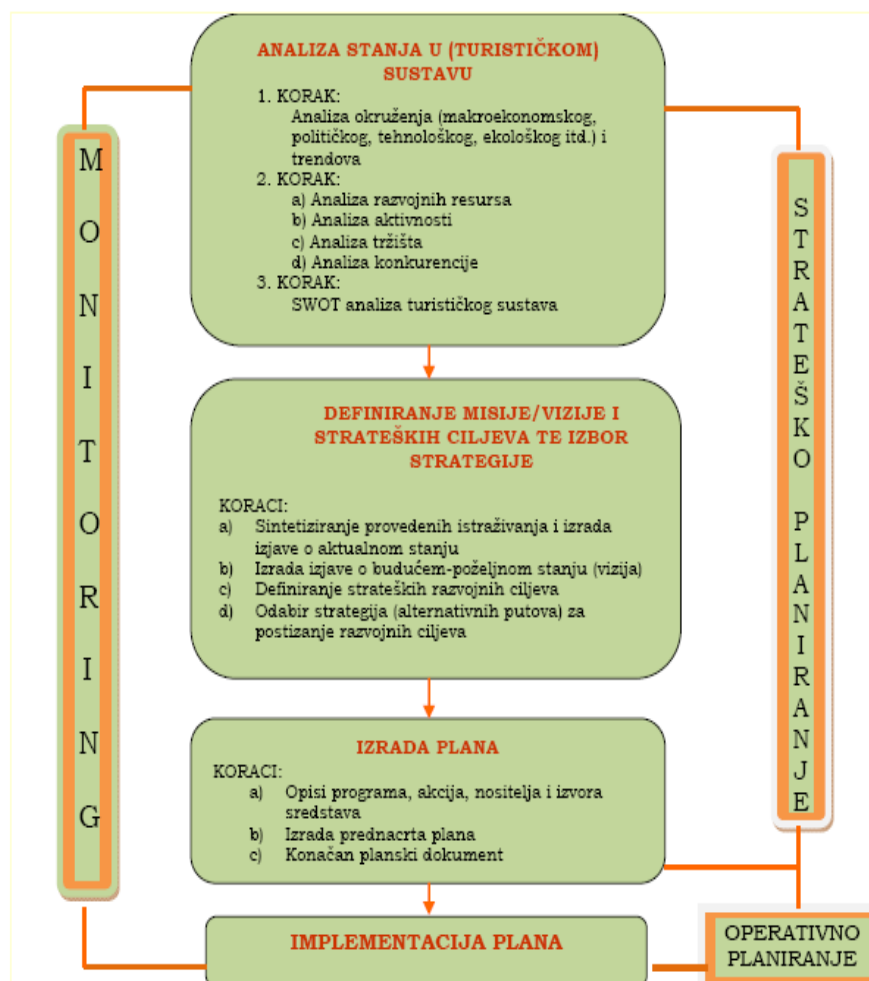 ANALIZA STANJA U (TURISTIČKOM)
SUSTAVU
1. KORAK:
Analiza okruženja (makroekonomskog,
političkog, tehnološkog, ekološkog itd.) i
trendova
2. KORAK:
a) Analiza razvojnih resursa
b) Analiza aktivnosti
c) Analiza tržišta
d) Analiza konkurencije
3. KORAK:
SWOT analiza turističkog sustava
DEFINIRANJE MISIJE/VIZIJE I
STRATEŠKIH CILJEVA TE IZBOR
STRATEGIJE
KORACI:
a) Sintetiziranje provedenih istraživanja i izrada
izjave o aktualnom stanju
b) Izrada izjave o budućem-poželjnom stanju (vizija)
c) Definiranje strateških razvojnih ciljeva
d) Odabir strategija (alternativnih putova) za
postizanje razvojnih ciljeva
IZRADA PLANA
KORACI:
a) Opisi programa, akcija, nositelja i izvora
sredstava
b) Izrada prednacrta plana
c) Konačan planski dokument
IMPLEMENTACIJA PLANA
MONITORING
STRATEŠKO PLANIRANJE
OPERATIVNO
PLANIRANJE